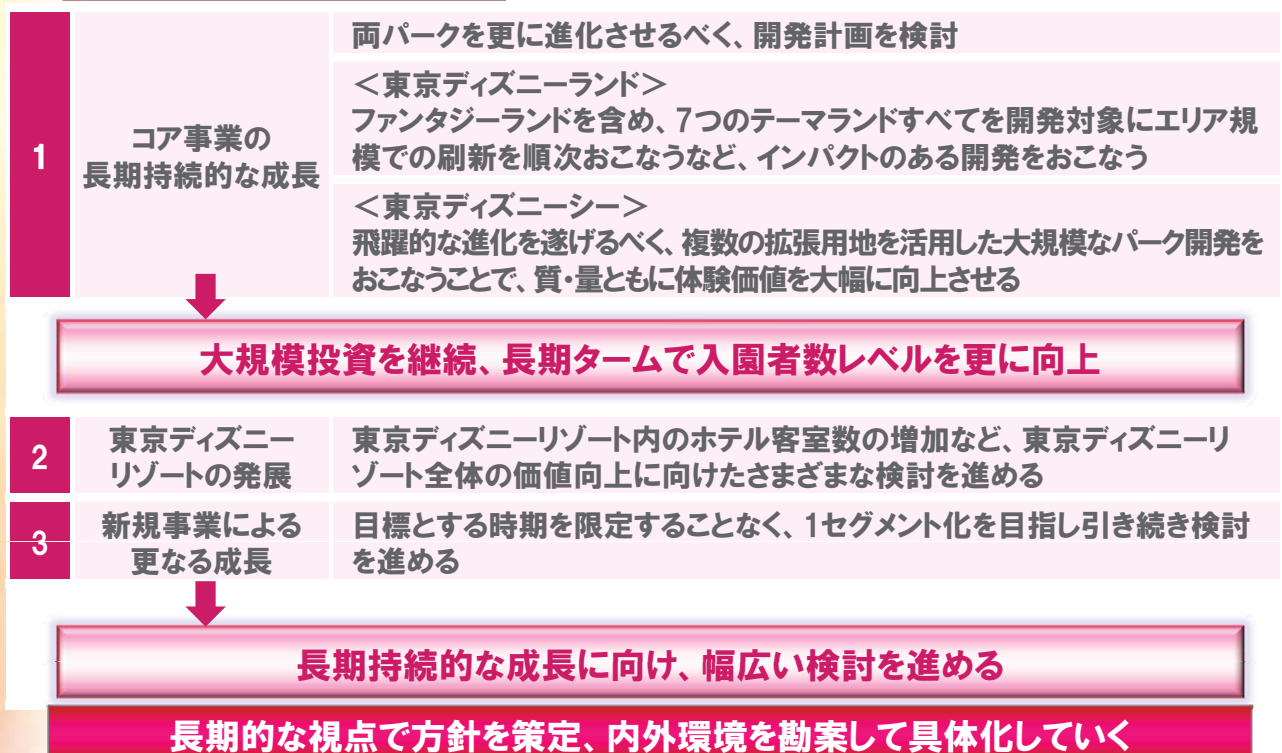 両パークを更に進化させるべく、開発計画を検討
1
コア事業の
長期持続的な成長
＜東京ディズニーランド＞
ファンタジーランドを含め、7つのテーマランドすべてを開発対象にエリア規
模での刷新を順次おこなうなど、インパクトのある開発をおこなう
＜東京ディズニーシー＞
飛躍的な進化を遂げるべく、複数の拡張用地を活用した大規模なパーク開発を
おこなうことで、質・量ともに体験価値を大幅に向上させる
大規模投資を継続、長期タームで入園者数レベルを更に向上
2
東京ディズニー
リゾートの発展
東京ディズニーリゾート内のホテル客室数の増加など、東京ディズニーリ
ゾート全体の価値向上に向けたさまざまな検討を進める
3
新規事業による
更なる成長
目標とする時期を限定することなく、1セグメント化を目指し引き続き検討
を進める
長期持続的な成長に向け、幅広い検討を進める
長期的な視点で方針を策定、内外環境を勘案して具体化していく